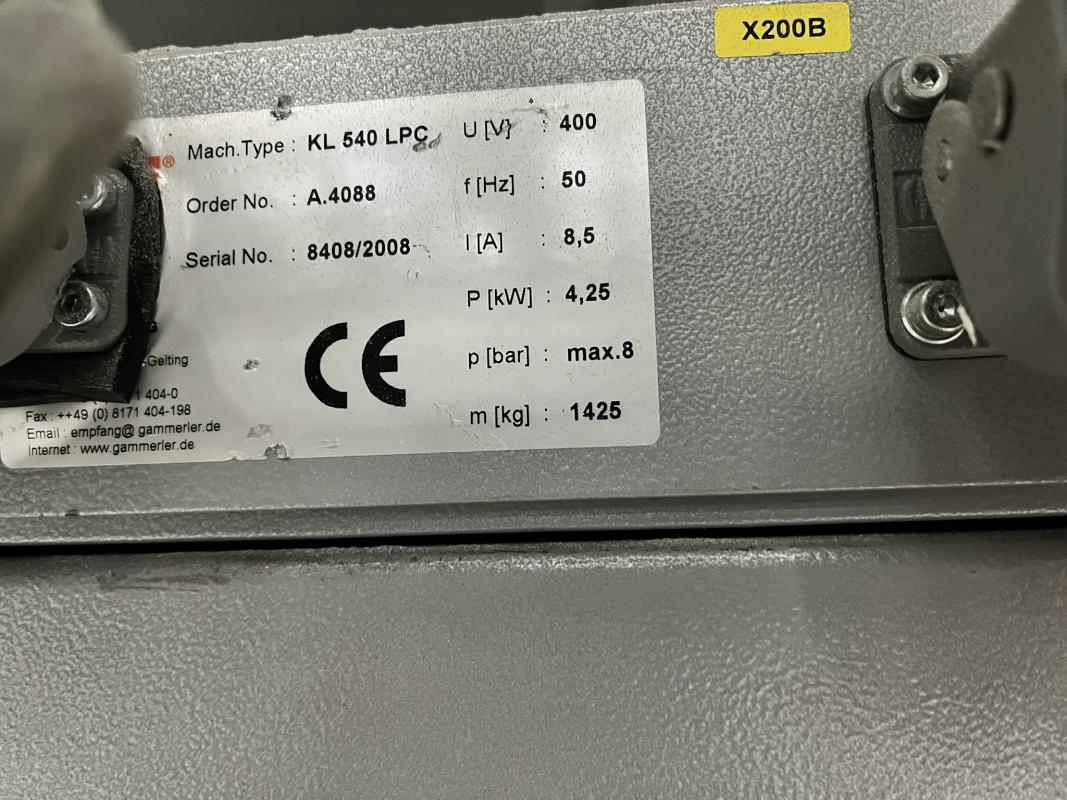 X200B
®
Mach.Type : KL 540 LPC
Order No. : A.4088
Serial No. : 8408/2008
U [V] : 400
f [Hz] : 50
I [A] : 8,5
P [kW] : 4,25
p [bar] : max.8
m [kg] : 1425
CE
-Gelting
1 404-0
Fax : ++49 (0) 8171 404-198
Email : empfang@ gammerler.de
Internet : www.gammerler.de